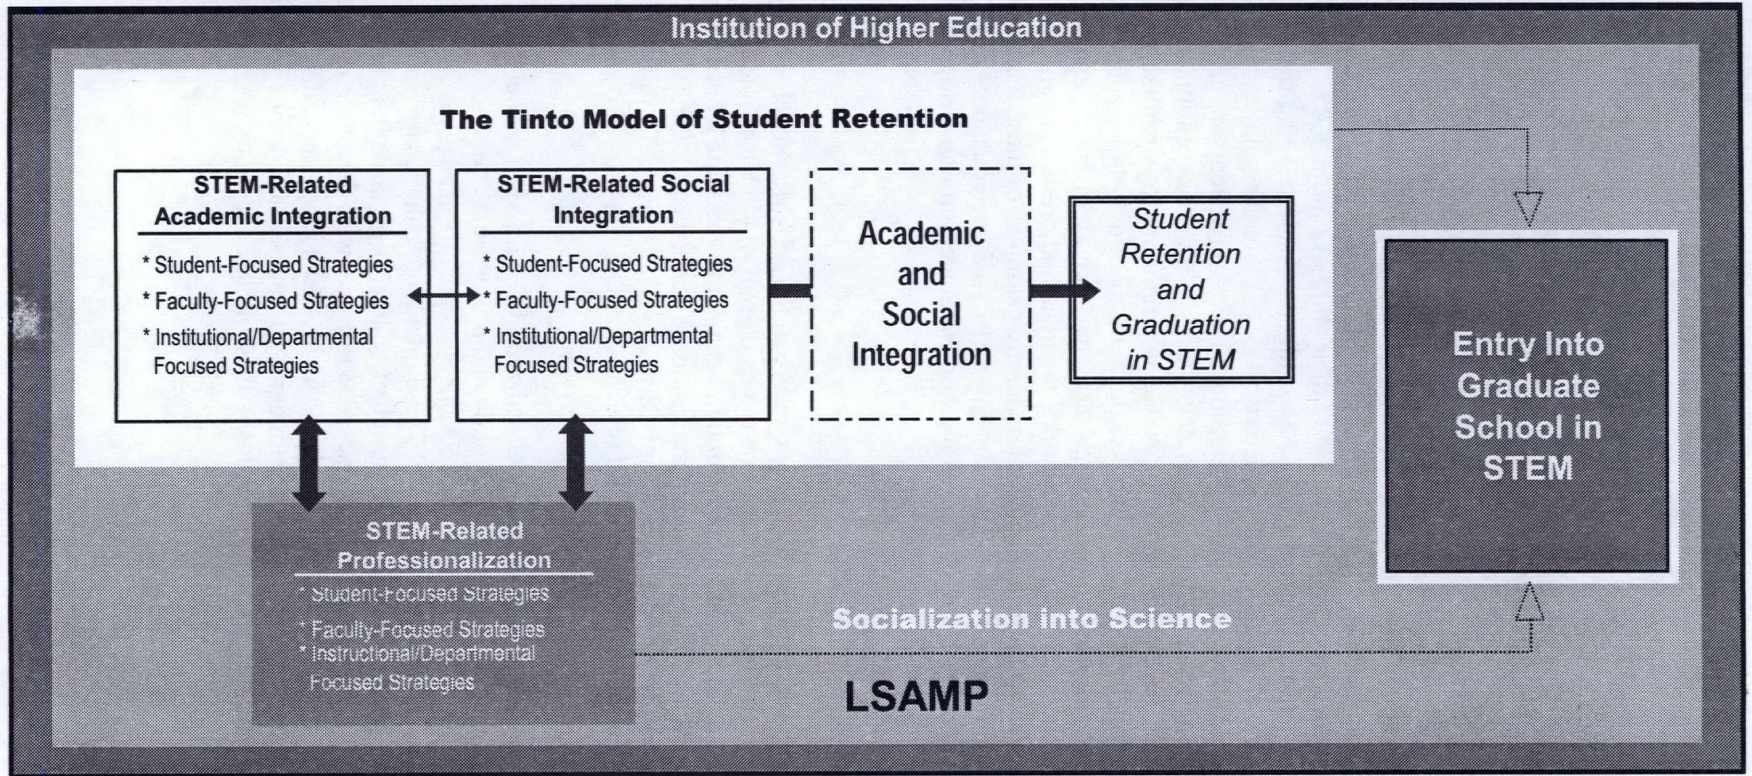 Institution of Higher Education
The Tinto Model of Student Retention
STEM-Related
Academic Integration
* Student-Focused Strategies
* Faculty-Focused Strategies
* Institutional/Departmental
Focused Strategies
STEM-Related Social
Integration
* Student-Focused Strategies
* Faculty-Focused Strategies
* Institutional/Departmental
Focused Strategies
Academic
and
Social
Integration
Student
Retention
and
Graduation
in STEM
Entry Into
Graduate
School in
STEM
STEM-Related
Professionalization
* Student-Focused Strategies
* Faculty-Focused Strategies
* Instructional/Departmental
Focused Strategies
Socialization into Science
LSAMP